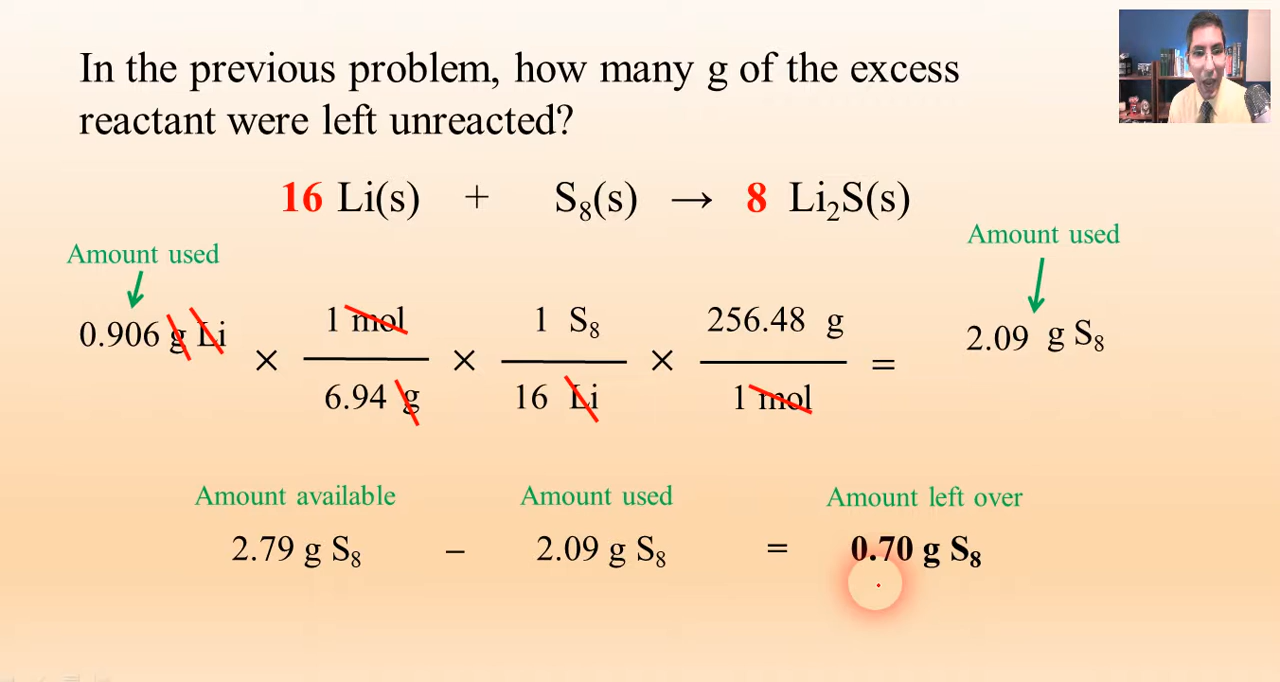 In the previous problem, how many g of the excess
reactant were left unreacted?
16 Li(s) + S₈(s) → 8 Li₂S(s)
Amount used
Amount used
0.906 g Li × 1 mol / 6.94 g × 1 S₈ / 16 Li × 256.48 g / 1 mol = 2.09 g S₈
Amount available Amount used Amount left over
2.79 g S₈ – 2.09 g S₈ = 0.70 g S₈